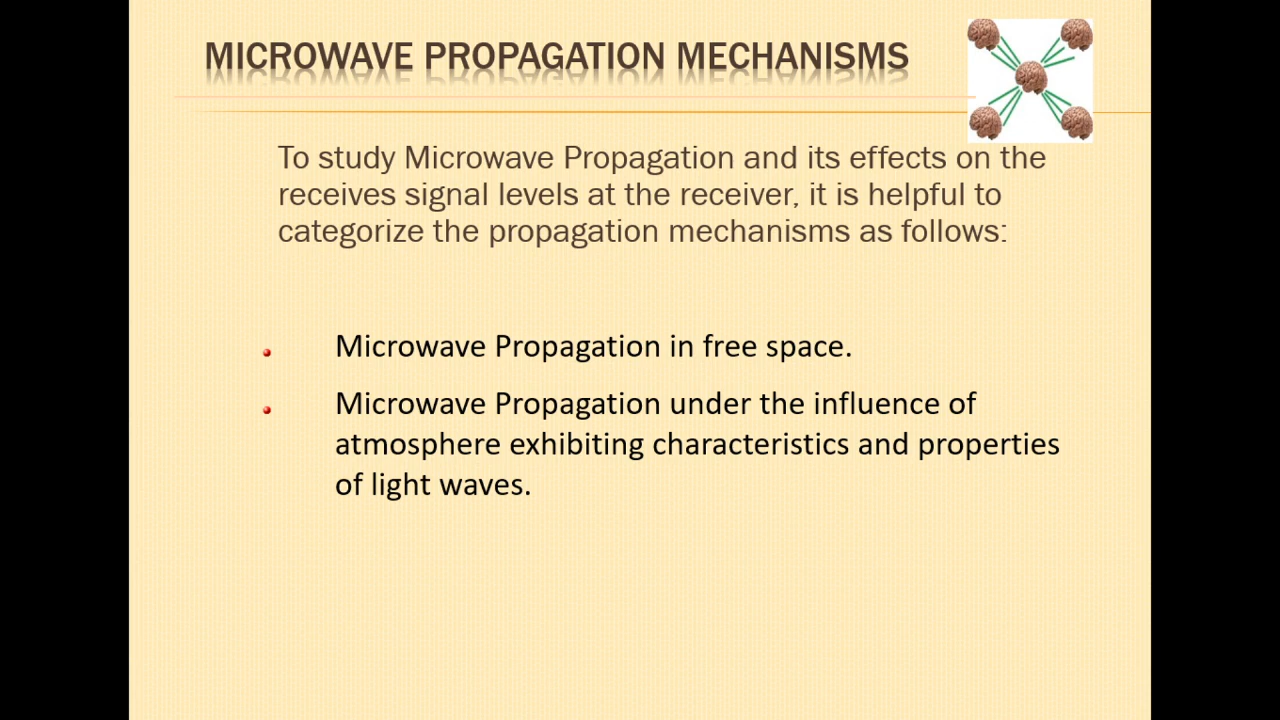 MICROWAVE PROPAGATION MECHANISMS
To study Microwave Propagation and its effects on the
receives signal levels at the receiver, it is helpful to
categorize the propagation mechanisms as follows:
Microwave Propagation in free space.
Microwave Propagation under the influence of
atmosphere exhibiting characteristics and properties
of light waves.